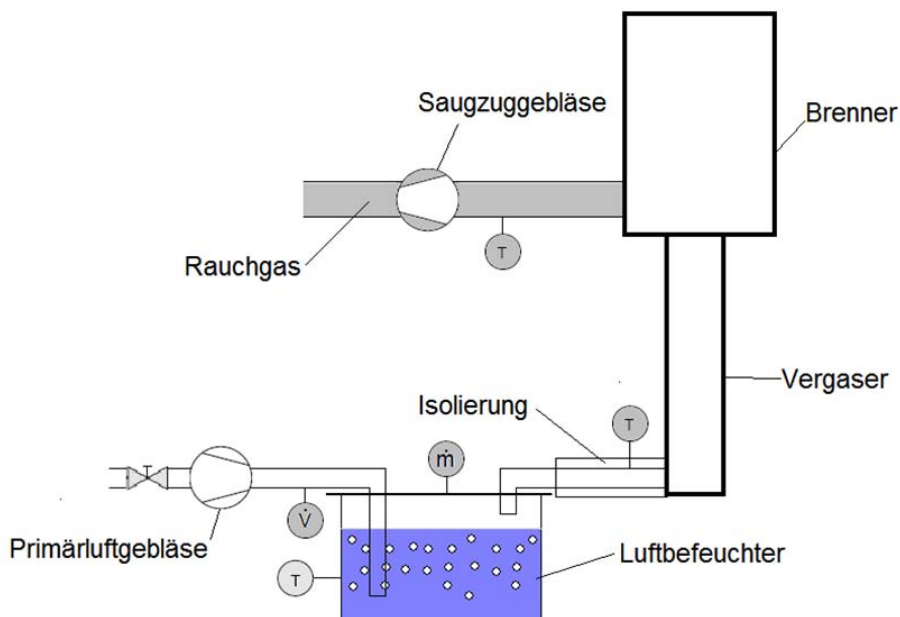 Saugzuggebläse
Brenner
Rauchgas
T
Vergaser
Isolierung
T
ṁ
T
Primärluftgebläse
V̇
Luftbefeuchter
T